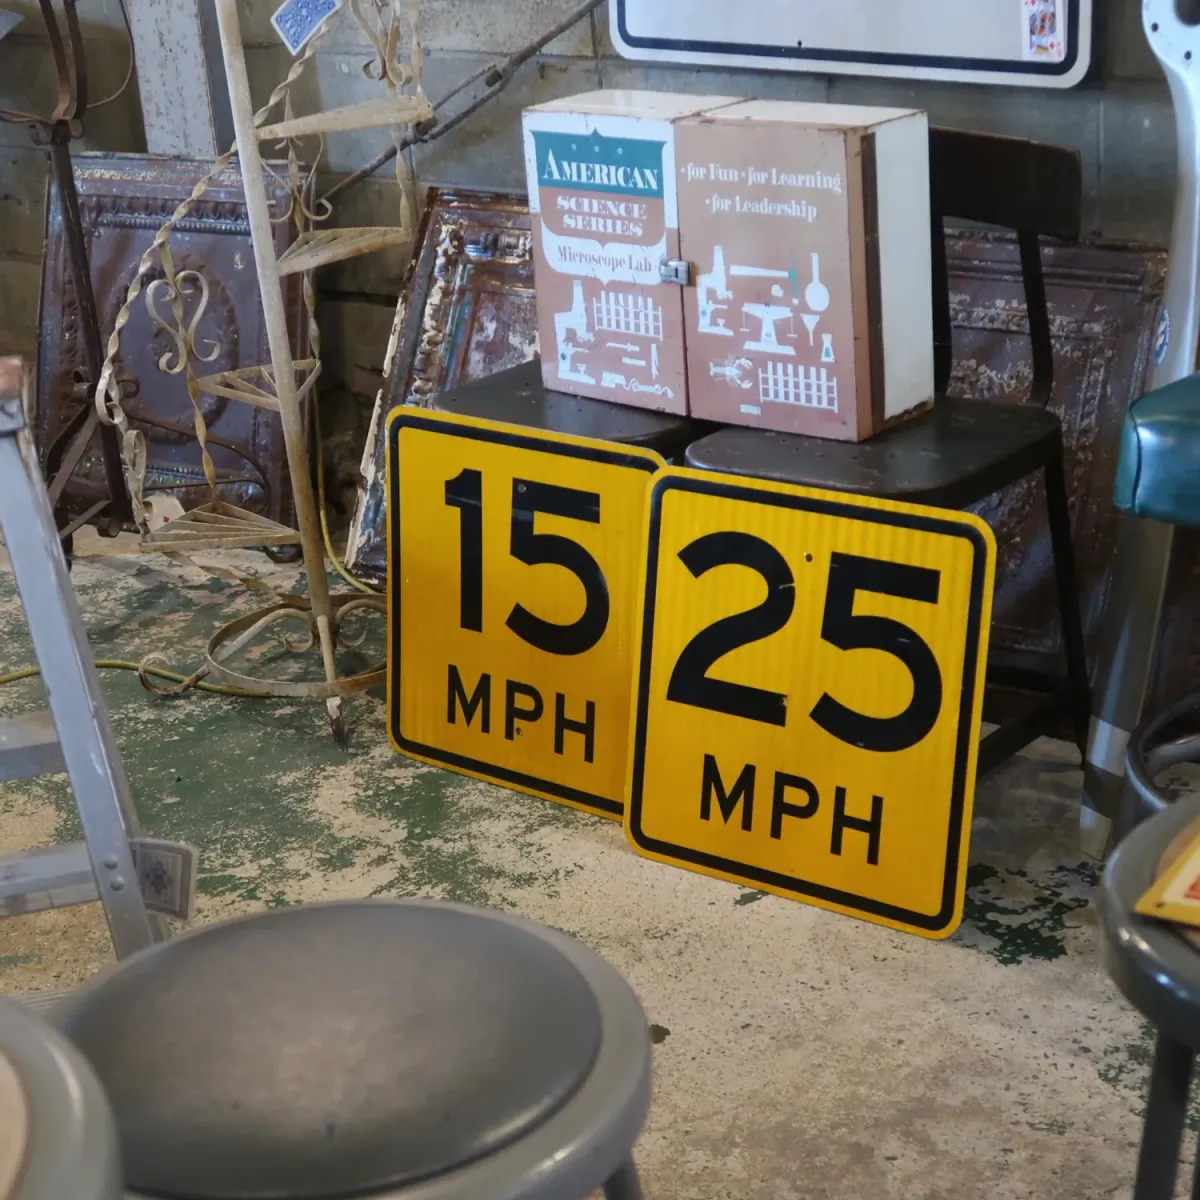 AMERICAN
SCIENCE
SERIES
Microscope Lab
·for Fun·for Learning
·for Leadership
15
MPH
25
MPH